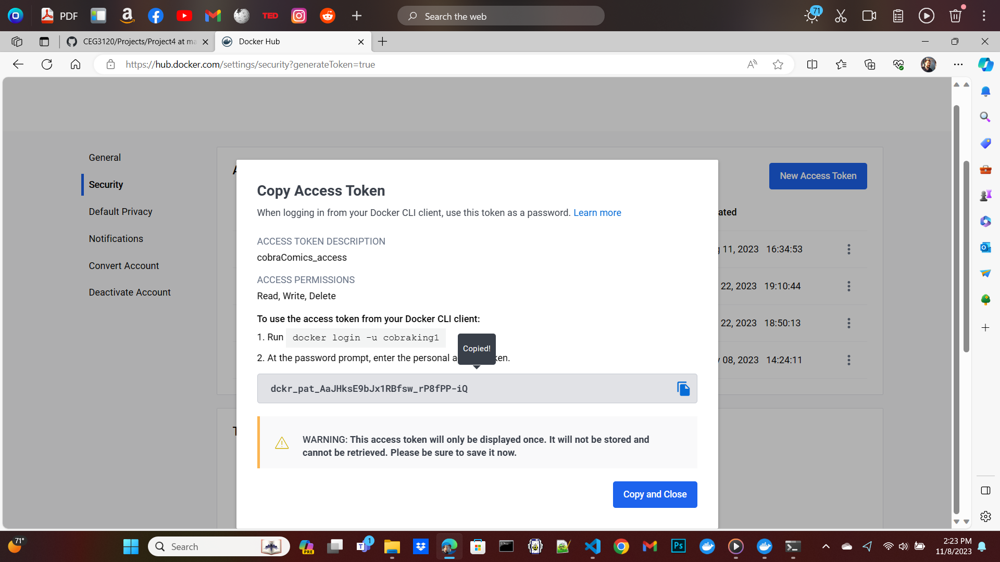 PDF
TED
Search the web
71
CEG3120/Projects/Project4 at ma
Docker Hub
https://hub.docker.com/settings/security?generateToken=true
General
Security
Default Privacy
Notifications
Convert Account
Deactivate Account
New Access Token
ated
11, 2023 16:34:53
22, 2023 19:10:44
22, 2023 18:50:13
08, 2023 14:24:11
Copy Access Token
When logging in from your Docker CLI client, use this token as a password. Learn more
ACCESS TOKEN DESCRIPTION
cobraComics_access
ACCESS PERMISSIONS
Read, Write, Delete
To use the access token from your Docker CLI client:
1. Run docker login -u cobraking1
Copied!
2. At the password prompt, enter the personal a ken.
dckr_pat_AaJHksE9bJx1RBfsw_rP8fPP-iQ
WARNING: This access token will only be displayed once. It will not be stored and
cannot be retrieved. Please be sure to save it now.
Copy and Close
71°
Search
PRE
1
Ps
2:23 PM
11/8/2023